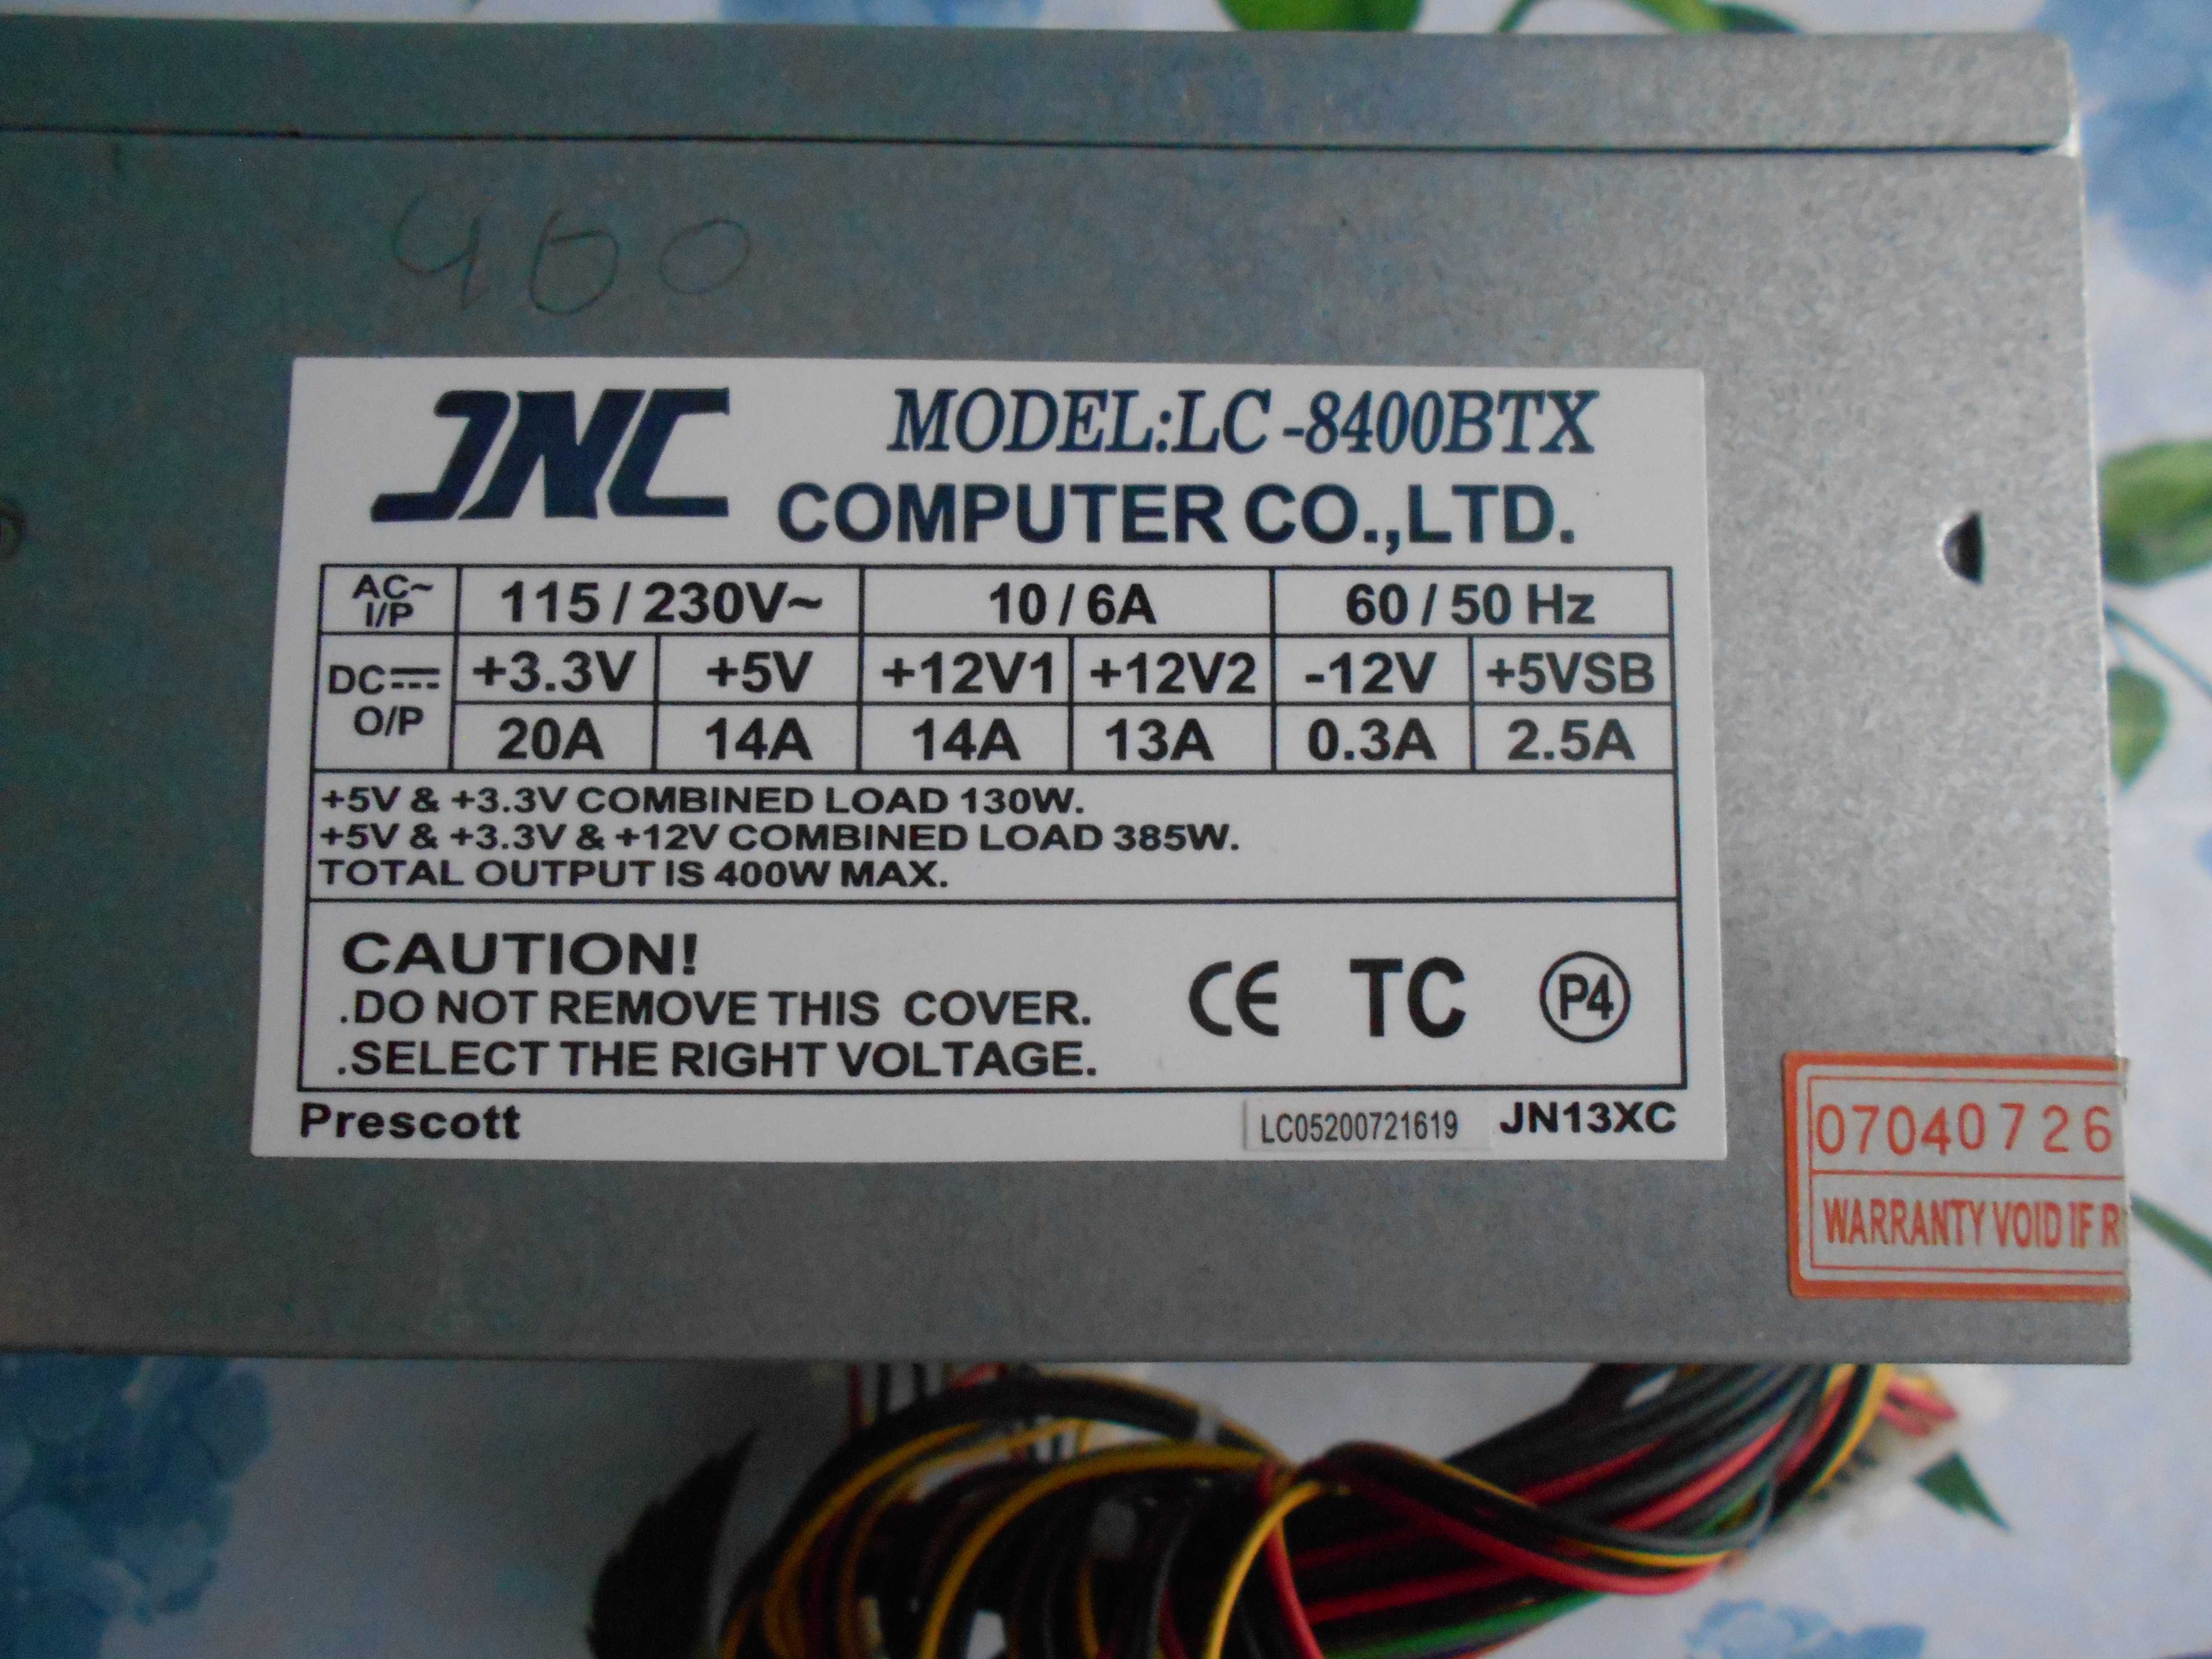 400
JNC MODEL:LC-8400BTX
COMPUTER CO.,LTD.
AC~ I/P 115 / 230V~ 10 / 6A 60 / 50 Hz
DC O/P +3.3V +5V +12V1 +12V2 -12V +5VSB
20A 14A 14A 13A 0.3A 2.5A
+5V & +3.3V COMBINED LOAD 130W.
+5V & +3.3V & +12V COMBINED LOAD 385W.
TOTAL OUTPUT IS 400W MAX.
CAUTION!
.DO NOT REMOVE THIS COVER.
.SELECT THE RIGHT VOLTAGE.
CE TC P4
Prescott LC05200721619 JN13XC
07040726
WARRANTY VOID IF R